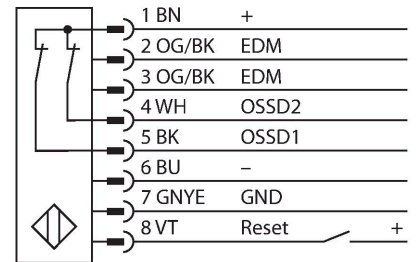 1 BN +
2 OG/BK EDM
3 OG/BK EDM
4 WH OSSD2
5 BK OSSD1
6 BU –
7 GNYE GND
8 VT Reset +